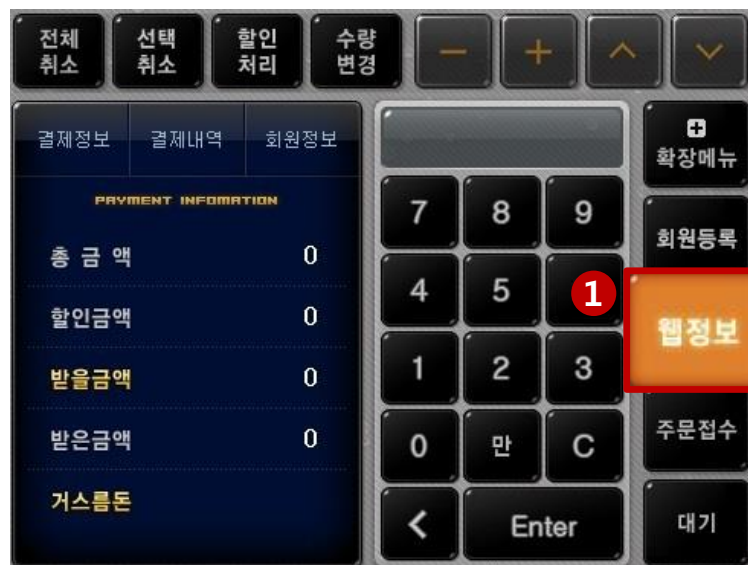 전체
취소
선택
취소
할인
처리
수량
변경
−
+
결제정보
결제내역
회원정보
확장메뉴
PAYMENT INFOMATION
총 금 액 0
할인금액 0
받을금액 0
받은금액 0
거스름돈
7 8 9
4 5
1 2 3
0 만 C
< Enter
회원등록
1
웹정보
주문접수
대기